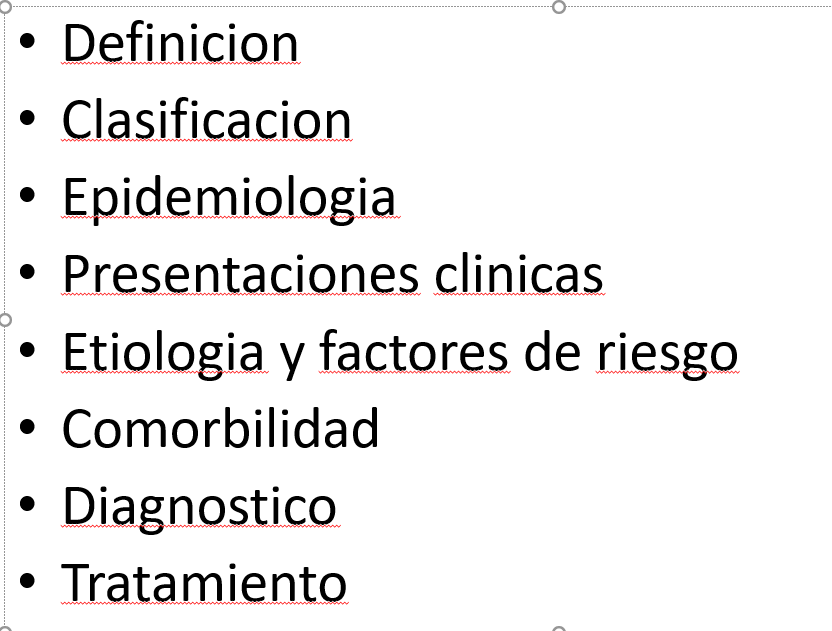 • Definicion
• Clasificacion
• Epidemiologia
• Presentaciones clinicas
• Etiologia y factores de riesgo
• Comorbilidad
• Diagnostico
• Tratamiento